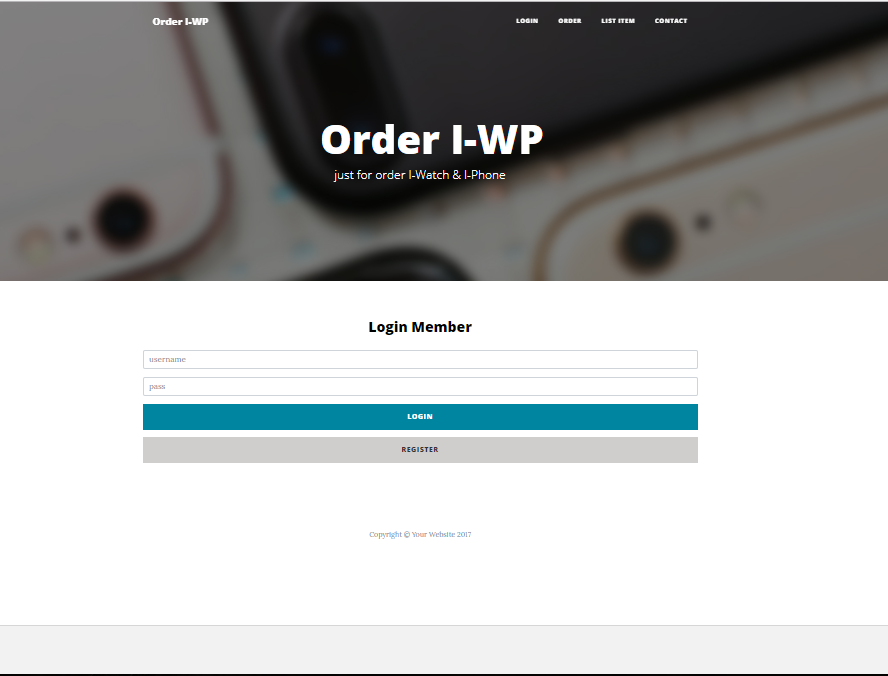 Order I-WP
LOGIN ORDER LIST ITEM CONTACT
Order I-WP
just for order I-Watch & I-Phone
Login Member
username
pass
LOGIN
REGISTER
Copyright © Your Website 2017